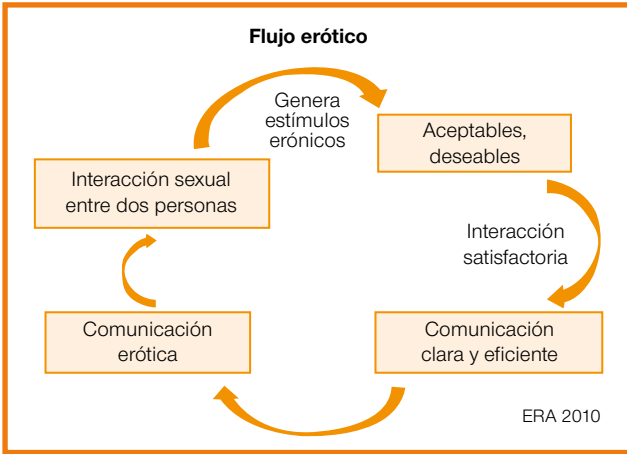 Flujo erótico
Genera
estímulos
erónicos
Aceptables,
deseables
Interacción sexual
entre dos personas
Interacción
satisfactoria
Comunicación
erótica
Comunicación
clara y eficiente
ERA 2010